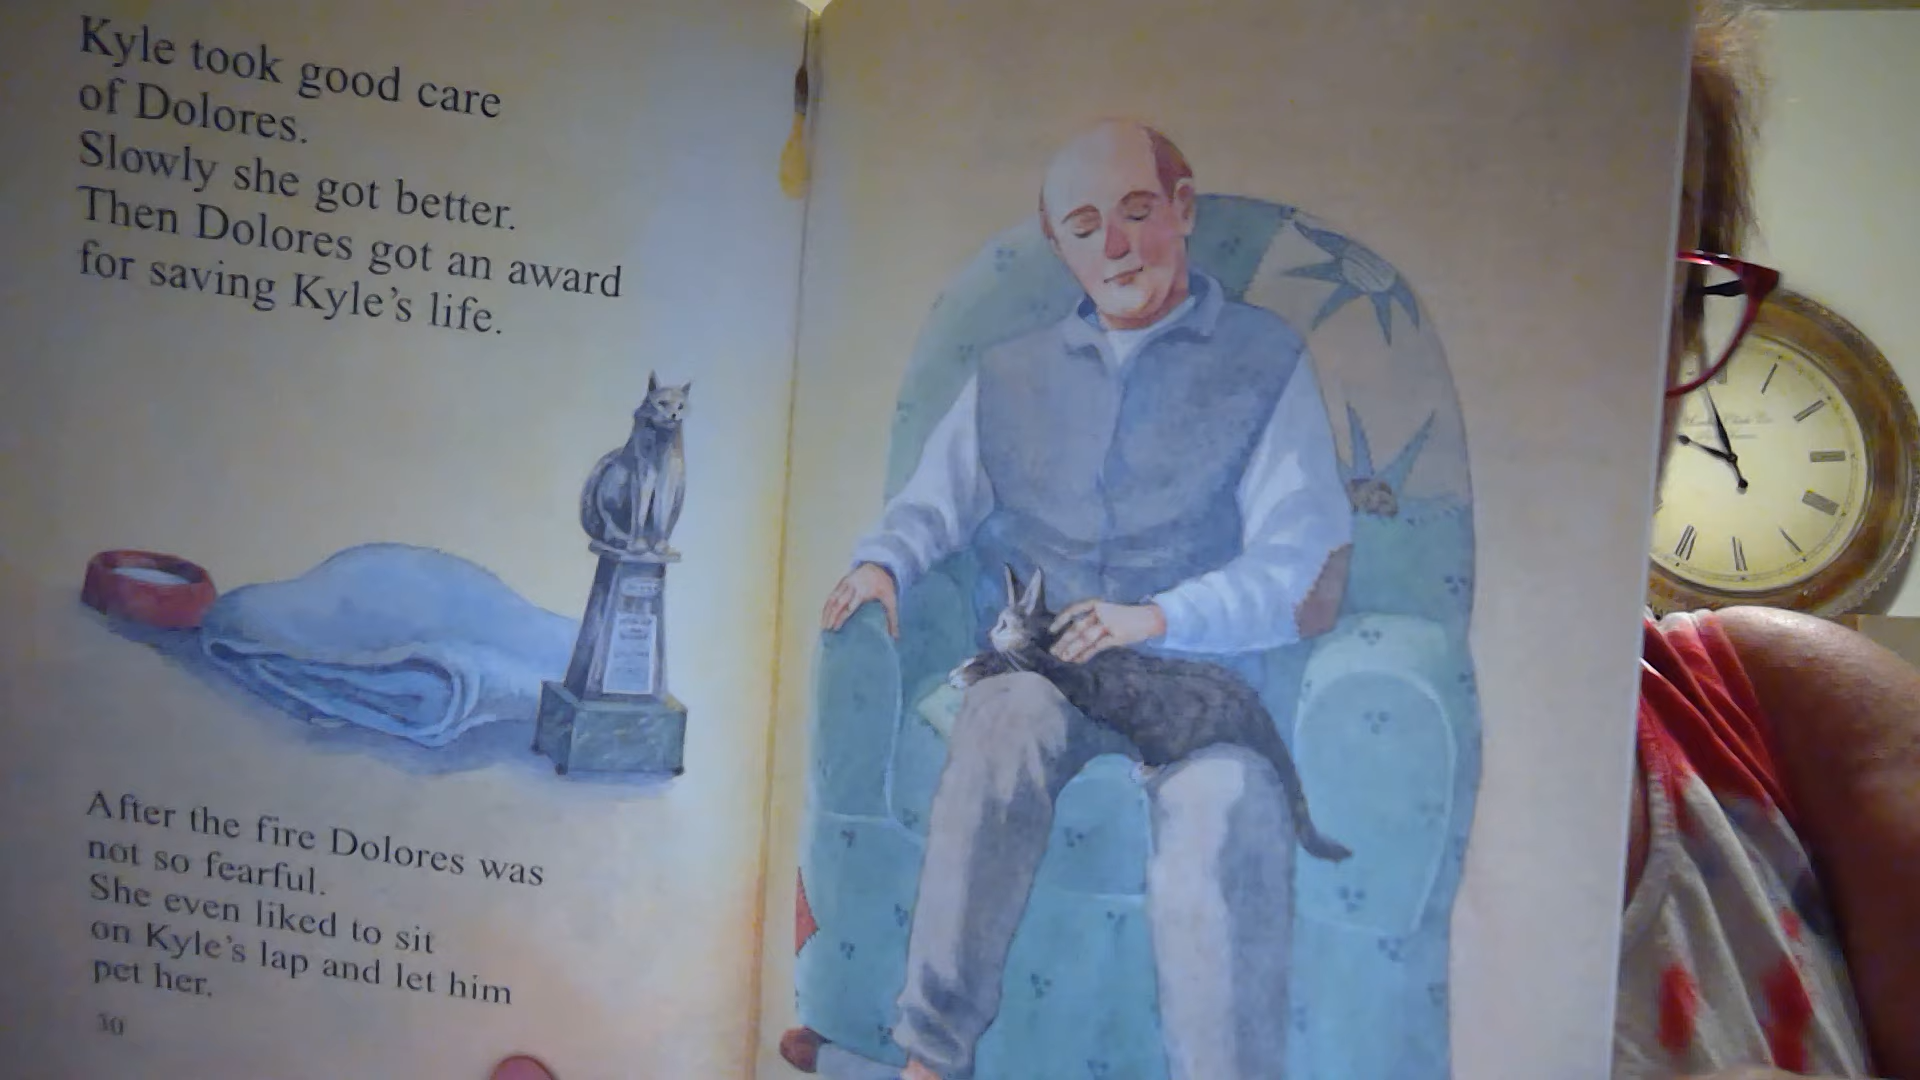 Kyle took good care
of Dolores.
Slowly she got better.
Then Dolores got an award
for saving Kyle's life.
After the fire Dolores was
not so fearful.
She even liked to sit
on Kyle's lap and let him
pet her.
30